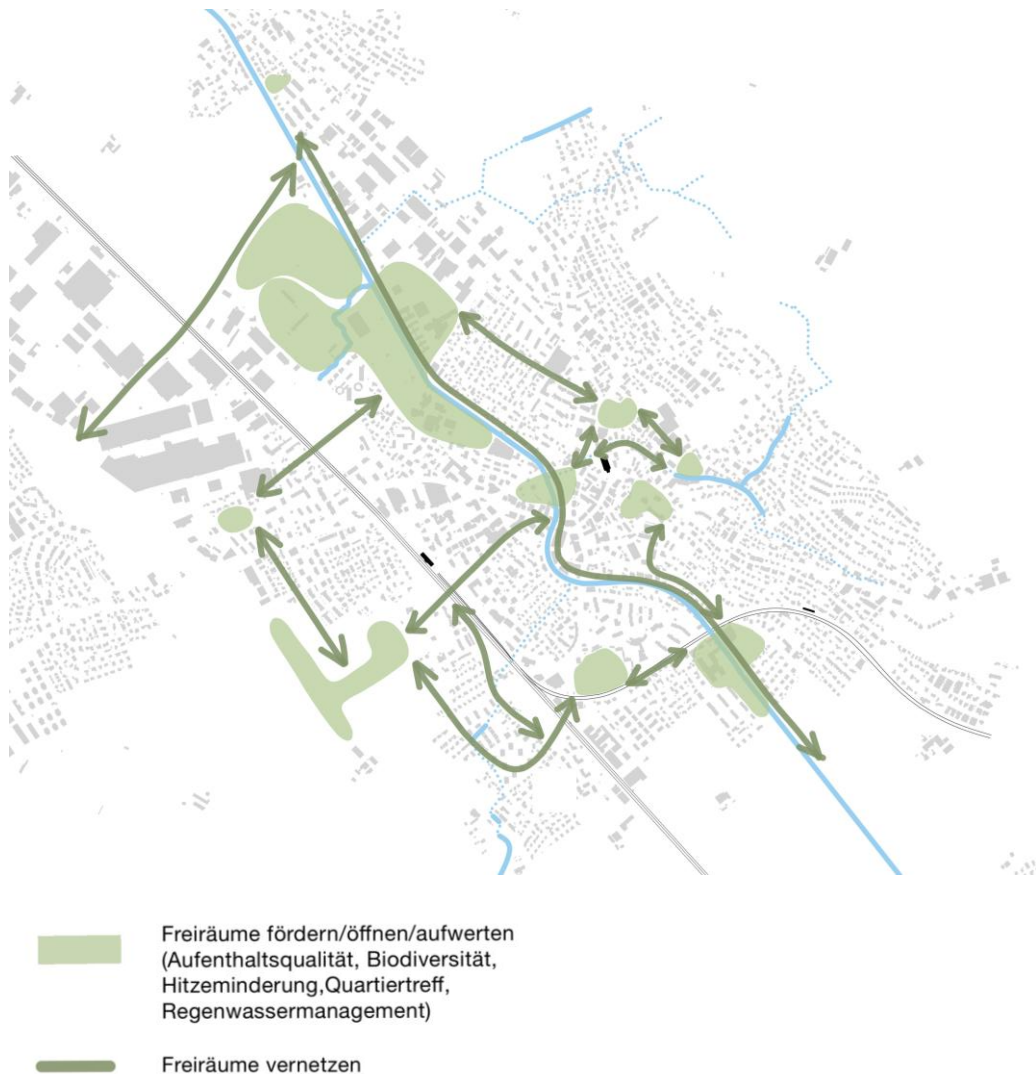 Freiräume fördern/öffnen/aufwerten
(Aufenthaltsqualität, Biodiversität,
Hitzeminderung,Quartiertreff,
Regenwassermanagement)
Freiräume vernetzen